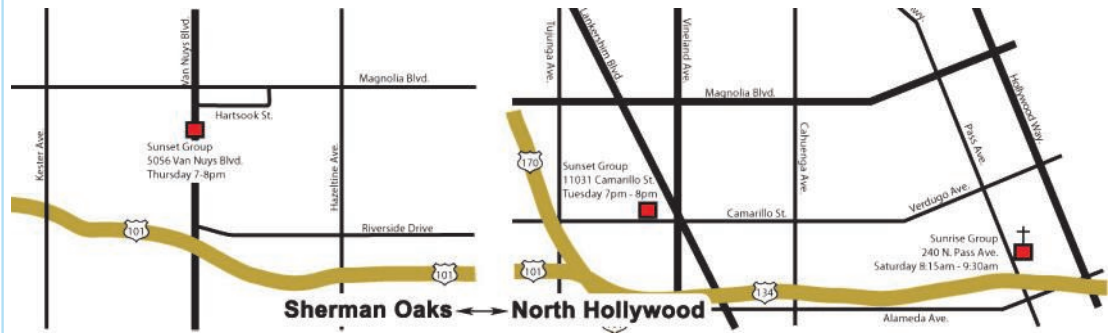 Kester Ave.
Van Nuys Blvd.
Magnolia Blvd.
Hartsook St.
Sunset Group
5056 Van Nuys Blvd.
Thursday 7-8pm
Hazeltine Ave.
Riverside Drive
101
101
Sherman Oaks
Tujunga Ave.
Lankershim Blvd
Vineland Ave.
Magnolia Blvd.
Hollywood Way.
170
Sunset Group
11031 Camarillo St.
Tuesday 7pm - 8pm
Cahuenga Ave.
Pass Ave.
Camarillo St.
Verdugo Ave.
Sunrise Group
240 N. Pass Ave.
Saturday 8:15am - 9:30am
101
134
North Hollywood
Alameda Ave.